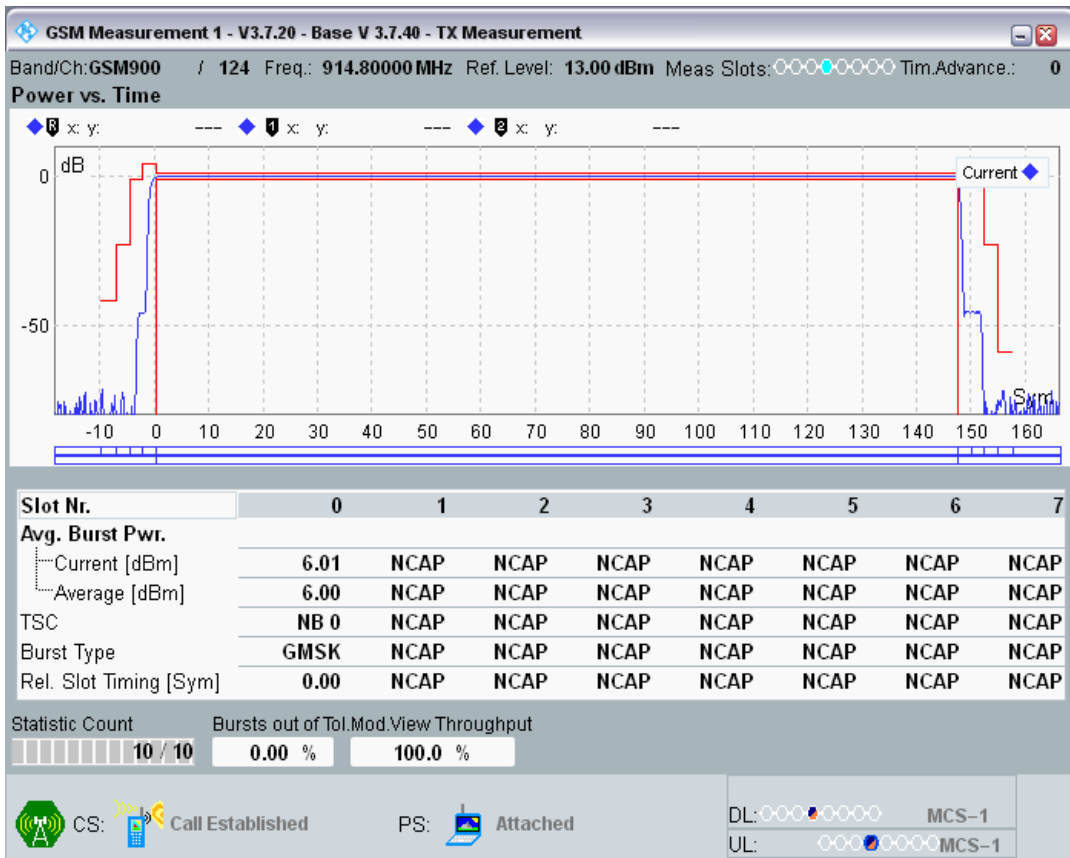 GSM Measurement 1 - V3.7.20 - Base V 3.7.40 - TX Measurement
Band/Ch:GSM900 / 124 Freq.: 914.80000 MHz Ref. Level: 13.00 dBm Meas Slots: Tim.Advance.: 0
Power vs. Time
R x: y: --- 1 x: y: --- 2 x: y: ---
dB
Current
0
-50
Sym
-10 0 10 20 30 40 50 60 70 80 90 100 110 120 130 140 150 160
Slot Nr. 0 1 2 3 4 5 6 7
Avg. Burst Pwr.
Current [dBm] 6.01 NCAP NCAP NCAP NCAP NCAP NCAP NCAP
Average [dBm] 6.00 NCAP NCAP NCAP NCAP NCAP NCAP NCAP
TSC NB 0 NCAP NCAP NCAP NCAP NCAP NCAP NCAP
Burst Type GMSK NCAP NCAP NCAP NCAP NCAP NCAP NCAP
Rel. Slot Timing [Sym] 0.00 NCAP NCAP NCAP NCAP NCAP NCAP NCAP
Statistic Count Bursts out of Tol.Mod.View Throughput
10 / 10 0.00 % 100.0 %
CS: Call Established PS: Attached
DL: MCS-1
UL: MCS-1